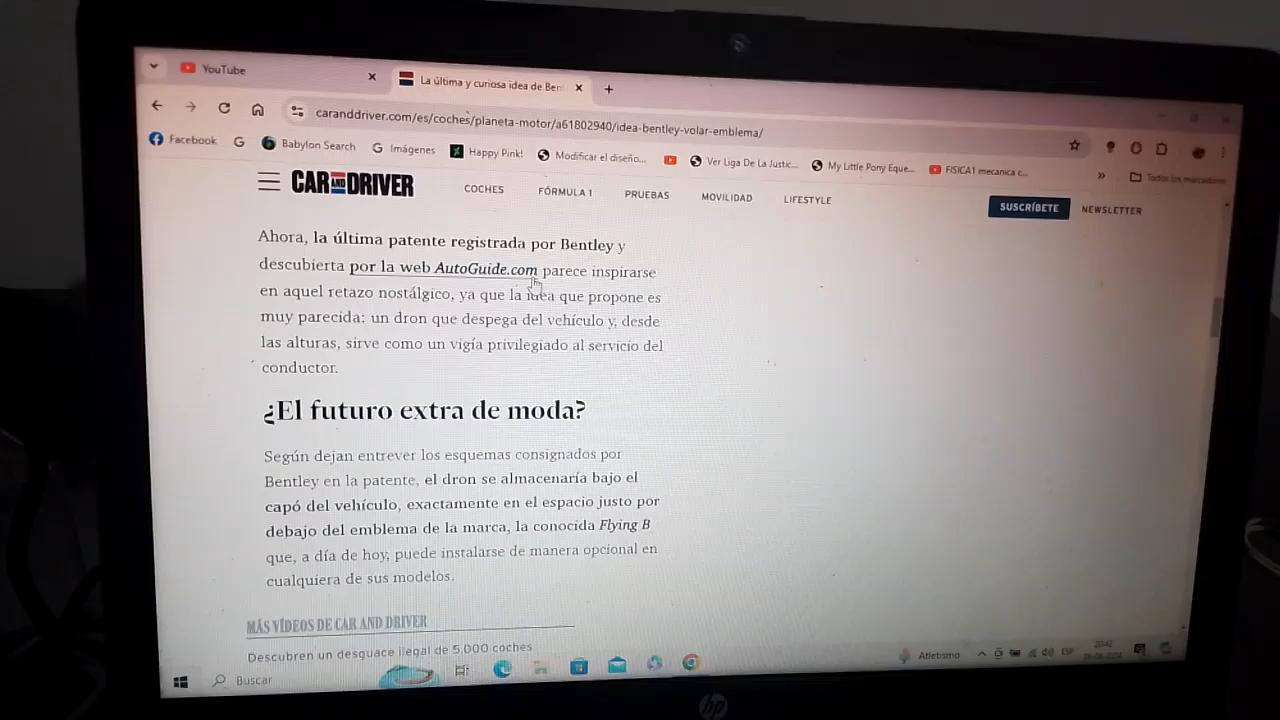 YouTube
La última y curiosa idea de Ben
caranddriver.com/es/coches/planeta-motor/a61802940/idea-bentley-volar-emblema/
Facebook
G
Babylon Search
Imágenes
Happy Pink!
Modificar el diseño...
Ver Liga De La Justic...
My Little Pony Eque...
FISICA1 mecanica c...
Todos los marcadores
CAR AND DRIVER
COCHES
FÓRMULA 1
PRUEBAS
MOVILIDAD
LIFESTYLE
SUSCRÍBETE
NEWSLETTER
Ahora, la última patente registrada por Bentley y
descubierta por la web AutoGuide.com parece inspirarse
en aquel retazo nostálgico, ya que la idea que propone es
muy parecida: un dron que despega del vehículo y, desde
las alturas, sirve como un vigía privilegiado al servicio del
conductor.
¿El futuro extra de moda?
Según dejan entrever los esquemas consignados por
Bentley en la patente, el dron se almacenaría bajo el
capó del vehículo, exactamente en el espacio justo por
debajo del emblema de la marca, la conocida Flying B
que, a día de hoy, puede instalarse de manera opcional en
cualquiera de sus modelos.
MÁS VÍDEOS DE CAR AND DRIVER
Descubren un desguace ilegal de 5,000 coches
Buscar
Atletismo
ESP
20:42
hp